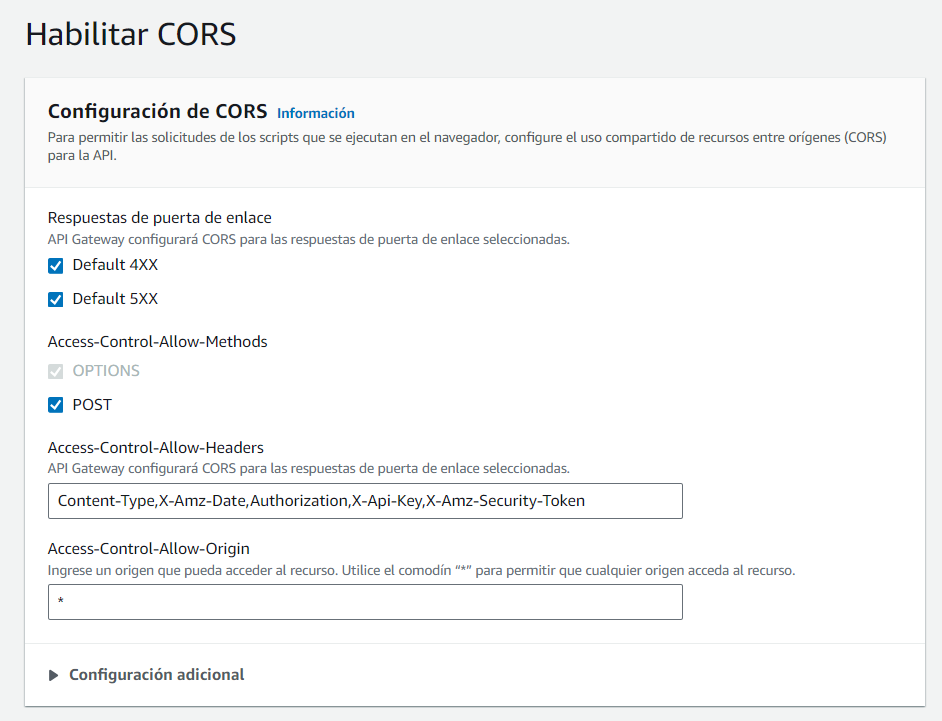 Habilitar CORS
Configuración de CORS Información
Para permitir las solicitudes de los scripts que se ejecutan en el navegador, configure el uso compartido de recursos entre orígenes (CORS)
para la API.
Respuestas de puerta de enlace
API Gateway configurará CORS para las respuestas de puerta de enlace seleccionadas.
Default 4XX
Default 5XX
Access-Control-Allow-Methods
OPTIONS
POST
Access-Control-Allow-Headers
API Gateway configurará CORS para las respuestas de puerta de enlace seleccionadas.
Content-Type,X-Amz-Date,Authorization,X-Api-Key,X-Amz-Security-Token
Access-Control-Allow-Origin
Ingrese un origen que pueda acceder al recurso. Utilice el comodín “*” para permitir que cualquier origen acceda al recurso.
*
Configuración adicional